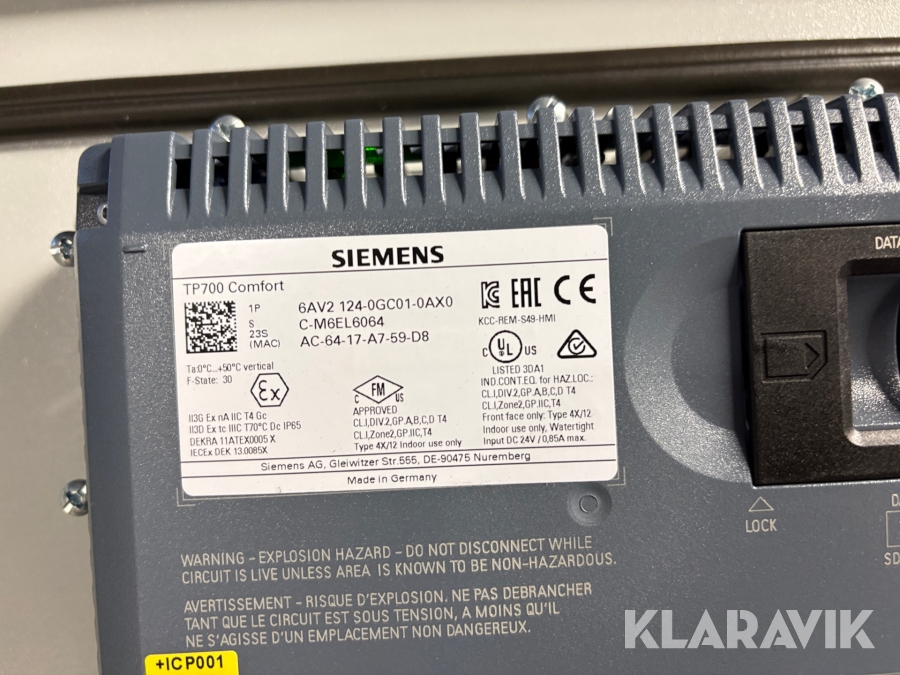 SIEMENS
TP700 Comfort
1P 6AV2 124-0GC01-0AX0
S C-M6EL6064
23S
(MAC) AC-64-17-A7-59-D8
Ta:0°C...+50°C vertical
F-State: 30
Ex
II3G Ex nA IIC T4 Gc
II3D Ex tc IIIC T70°C Dc IP65
DEKRA 11ATEX0005 X
IECEx DEK 13.0085X
C FM US
APPROVED
CL.I,DIV.2,GP.A,B,C,D T4
CL.I,Zone2,GP.IIC,T4
Type 4X/12 Indoor use only
EAC CE
KCC-REM-S49-HMI
C UL US
LISTED 3DA1
IND.CONT.EQ. for HAZ.LOC.:
CL.I,DIV.2,GP.A,B,C,D T4
CL.I,Zone2,GP.IIC,T4
Front face only: Type 4X/12
Indoor use only, Watertight
Input DC 24V / 0,85A max.
Siemens AG, Gleiwitzer Str.555, DE-90475 Nuremberg
Made in Germany
DATA
LOCK
WARNING - EXPLOSION HAZARD - DO NOT DISCONNECT WHILE
CIRCUIT IS LIVE UNLESS AREA IS KNOWN TO BE NON-HAZARDOUS.
AVERTISSEMENT - RISQUE D'EXPLOSION. NE PAS DEBRANCHER
TANT QUE LE CIRCUIT EST SOUS TENSION, A MOINS QU'IL
NE S'AGISSE D'UN EMPLACEMENT NON DANGEREUX.
+ICP001
KLARAVIK